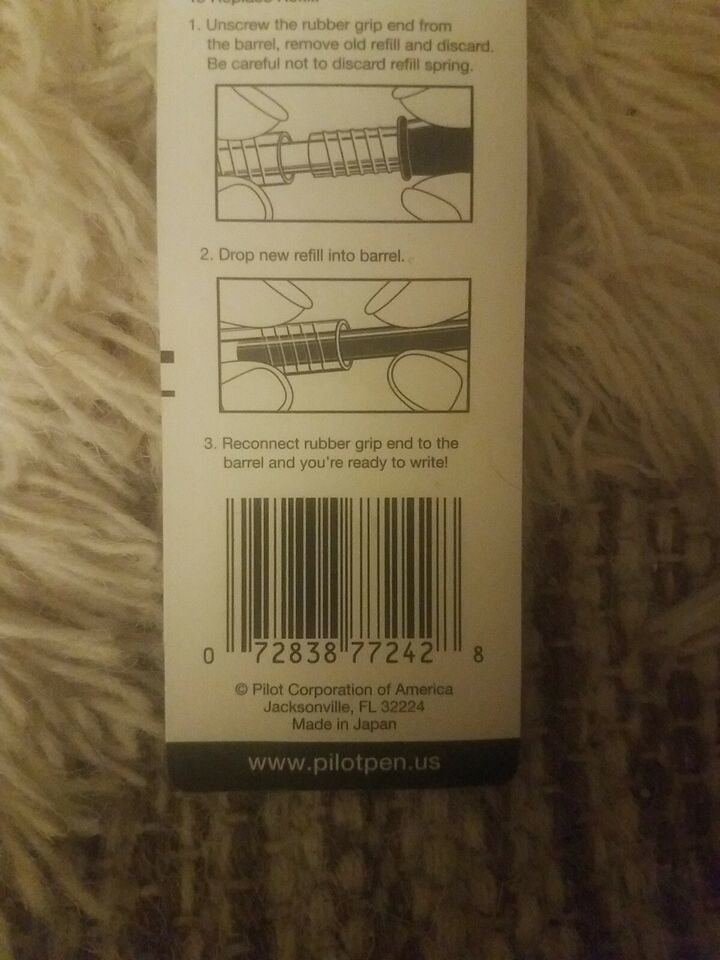 To Replace Refill
1. Unscrew the rubber grip end from
the barrel, remove old refill and discard.
Be careful not to discard refill spring.
2. Drop new refill into barrel.
3. Reconnect rubber grip end to the
barrel and you're ready to write!
0 72838 77242 8
© Pilot Corporation of America
Jacksonville, FL 32224
Made in Japan
www.pilotpen.us